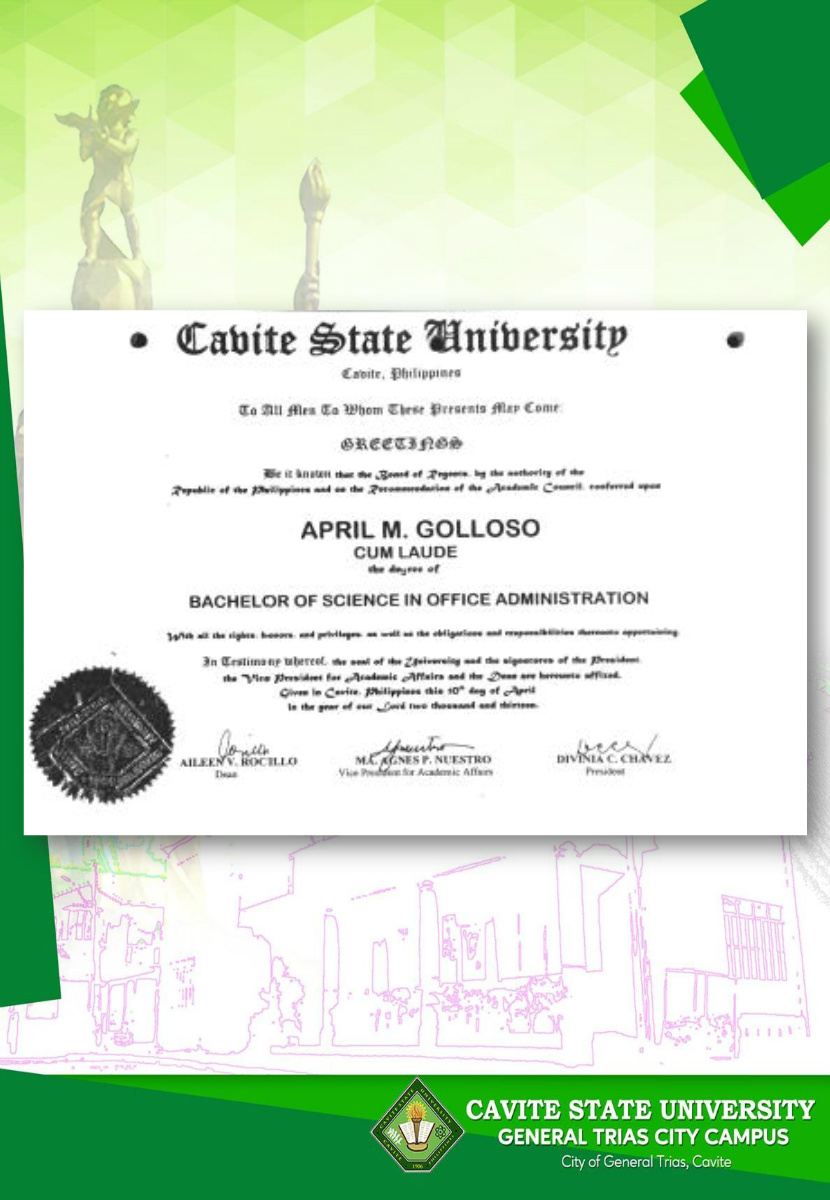 Cavite State University
Cavite, Philippines
To All Men To Whom These Presents May Come:
GREETINGS
Be it known that the Board of Regents, by the authority of the
Republic of the Philippines and on the Recommendation of the Academic Council, conferred upon
APRIL M. GOLLOSO
CUM LAUDE
the degree of
BACHELOR OF SCIENCE IN OFFICE ADMINISTRATION
With all the rights, honors, and privileges, as well as the obligations and responsibilities thereunto appertaining.
In Testimony whereof, the seal of the University and the signatures of the President,
the Vice President for Academic Affairs and the Dean are hereunto affixed.
Given in Cavite, Philippines this 10th day of April
in the year of our Lord two thousand and thirteen.
AILEEN V. ROCILLO
Dean
MA. AGNES P. NUESTRO
Vice President for Academic Affairs
DIVINIA C. CHAVEZ
President
CAVITE STATE UNIVERSITY
GENERAL TRIAS CITY CAMPUS
City of General Trias, Cavite
CAVITE STATE UNIVERSITY
CAVITE PHILIPPINES
1906